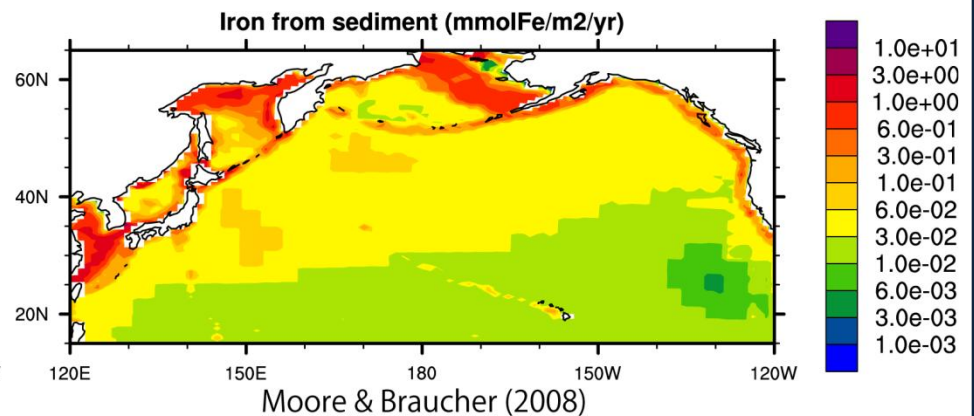 Iron from sediment (mmolFe/m2/yr)
60N
40N
20N
120E
150E
180
150W
120W
1.0e+01
3.0e+00
1.0e+00
6.0e-01
3.0e-01
1.0e-01
6.0e-02
3.0e-02
1.0e-02
6.0e-03
3.0e-03
1.0e-03
Moore & Braucher (2008)